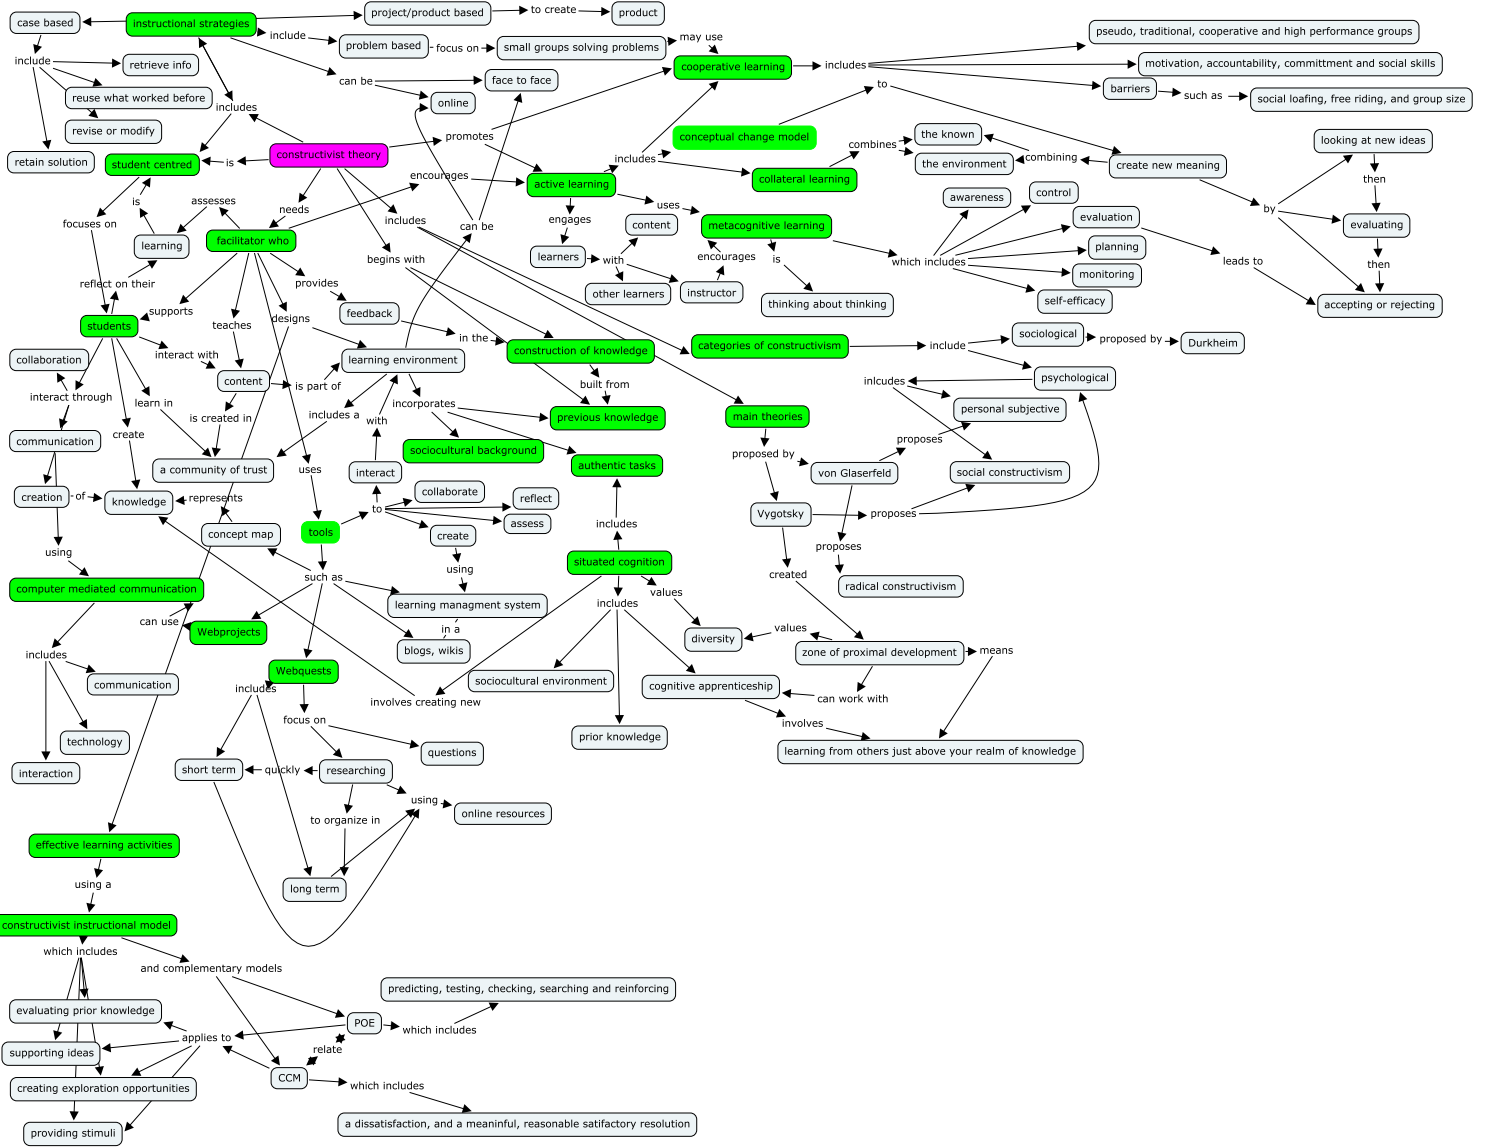 case based
instructional strategies
project/product based
to create
product
include
problem based
focus on
small groups solving problems
may use
pseudo, traditional, cooperative and high performance groups
include
retrieve info
can be
face to face
cooperative learning
includes
motivation, accountability, committment and social skills
reuse what worked before
online
to
barriers
such as
social loafing, free riding, and group size
revise or modify
includes
promotes
conceptual change model
the known
looking at new ideas
retain solution
student centred
is
constructivist theory
includes
combines
the environment
combining
create new meaning
encourages
active learning
collateral learning
then
is
assesses
needs
includes
engages
uses
awareness
control
by
focuses on
learning
facilitator who
can be
content
metacognitive learning
evaluation
evaluating
begins with
learners
with
encourages
is
which includes
planning
leads to
then
reflect on their
provides
other learners
instructor
thinking about thinking
monitoring
self-efficacy
accepting or rejecting
supports
feedback
students
teaches
designs
in the
sociological
proposed by
Durkheim
collaboration
interact with
learning environment
construction of knowledge
categories of constructivism
include
content
is part of
built from
inlcudes
psychological
interact through
learn in
is created in
includes a
with
incorporates
previous knowledge
main theories
personal subjective
communication
create
sociocultural background
proposed by
proposes
a community of trust
interact
uses
authentic tasks
von Glaserfeld
social constructivism
creation
of
knowledge
represents
collaborate
reflect
to
Vygotsky
proposes
concept map
tools
create
assess
includes
using
such as
using
situated cognition
created
proposes
computer mediated communication
learning managment system
includes
values
radical constructivism
can use
Webprojects
in a
blogs, wikis
diversity
values
zone of proximal development
means
includes
communication
Webquests
includes
involves creating new
sociocultural environment
cognitive apprenticeship
can work with
focus on
involves
technology
prior knowledge
interaction
short term
quickly
researching
questions
learning from others just above your realm of knowledge
using
online resources
to organize in
effective learning activities
long term
using a
constructivist instructional model
which includes
and complementary models
predicting, testing, checking, searching and reinforcing
evaluating prior knowledge
POE
which includes
supporting ideas
applies to
relate
creating exploration opportunities
CCM
which includes
providing stimuli
a dissatisfaction, and a meaninful, reasonable satifactory resolution